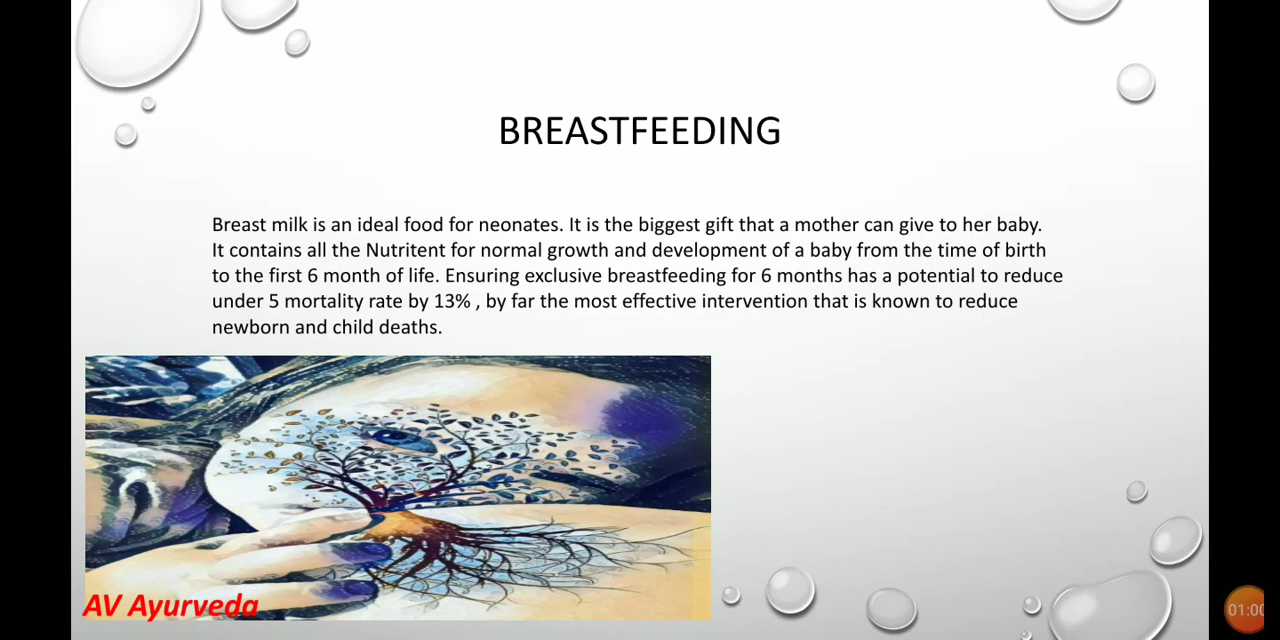 BREASTFEEDING
Breast milk is an ideal food for neonates. It is the biggest gift that a mother can give to her baby.
It contains all the Nutritent for normal growth and development of a baby from the time of birth
to the first 6 month of life. Ensuring exclusive breastfeeding for 6 months has a potential to reduce
under 5 mortality rate by 13% , by far the most effective intervention that is known to reduce
newborn and child deaths.
AV Ayurveda
01:00